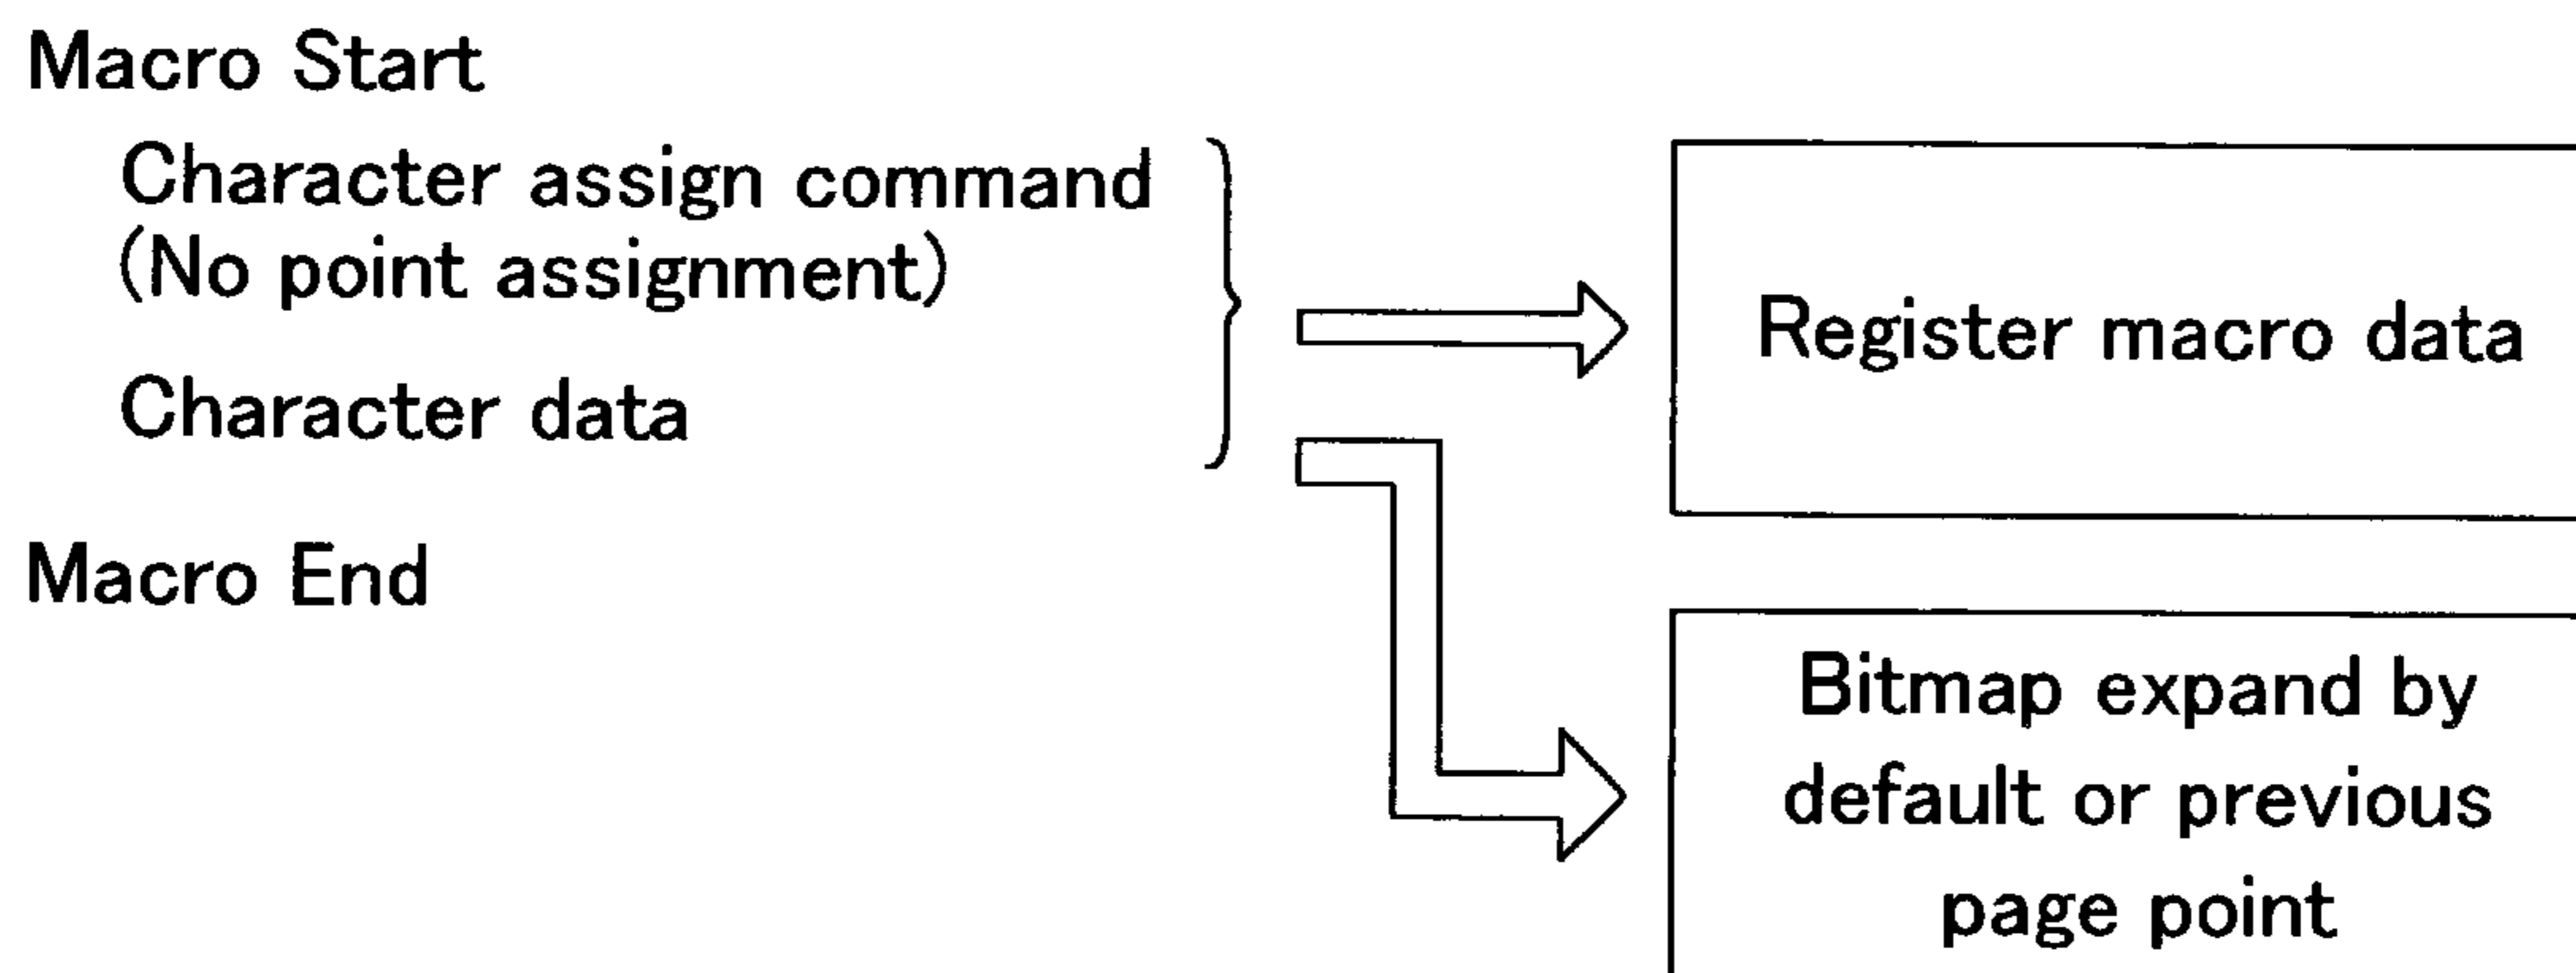 Macro Start
Character assign command
(No point assignment)
Character data
Macro End
Register macro data
Bitmap expand by
default or previous
page point